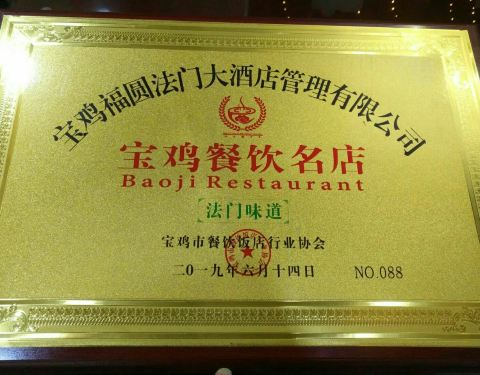 宝鸡福圆法门大酒店管理有限公司
宝鸡餐饮名店
Baoji Restaurant
[法门味道]
宝鸡市餐饮饭店行业协会
二〇一九年六月十四日
NO.088